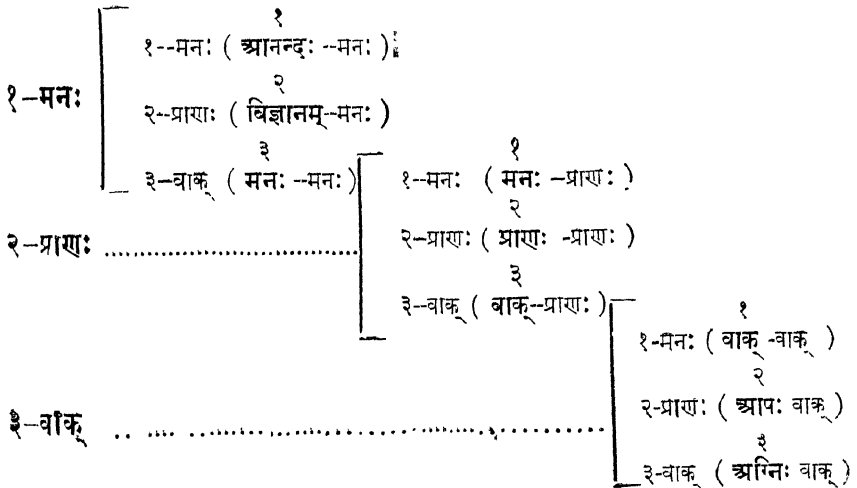 १
१--मनः ( आनन्दः --मनः )
१-मनः
२
२--प्राणः ( विज्ञानम्--मनः )
३
३-वाक् ( मनः --मनः )
१
१--मनः ( मनः -प्राणः )
२
२-प्राणः ( प्राणः -प्राणः )
२-प्राणः ................................................
३
३--वाक् ( वाक्--प्राणः )
१
१-मनः ( वाक् -वाक् )
२
२-प्राणः ( आपः वाक् )
३-वाक् ................................................
३
३-वाक् ( अग्निः वाक् )